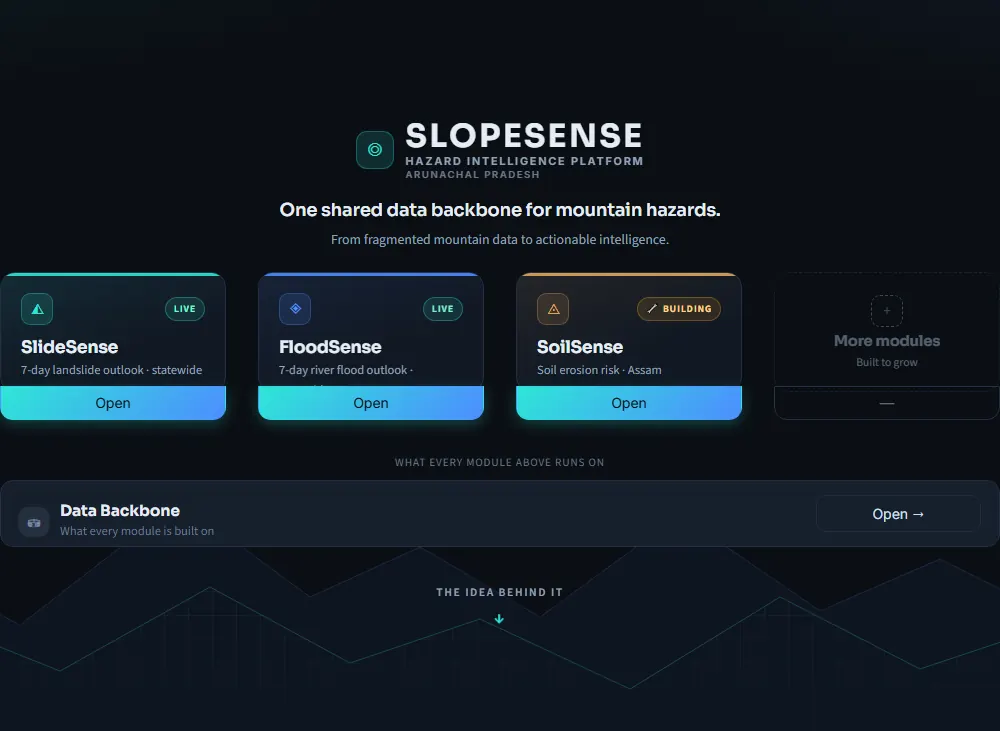 SLOPESENSE
HAZARD INTELLIGENCE PLATFORM
ARUNACHAL PRADESH
One shared data backbone for mountain hazards.
From fragmented mountain data to actionable intelligence.
LIVE
SlideSense
7-day landslide outlook · statewide
Open
LIVE
FloodSense
7-day river flood outlook ·
Open
BUILDING
SoilSense
Soil erosion risk · Assam
Open
+
More modules
Built to grow
—
WHAT EVERY MODULE ABOVE RUNS ON
Data Backbone
What every module is built on
Open →
THE IDEA BEHIND IT
↓